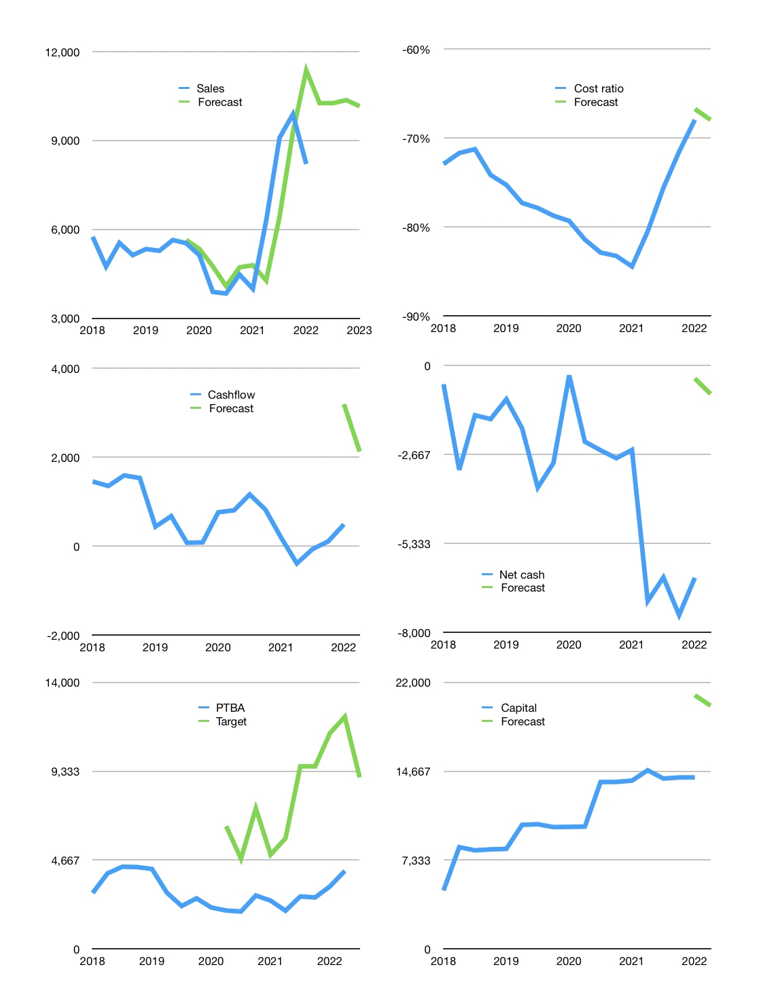 12,000
Sales
Forecast
9,000
6,000
3,000
2018 2019 2020 2021 2022 2023
-60%
Cost ratio
Forecast
-70%
-80%
-90%
2018 2019 2020 2021 2022
4,000
Cashflow
Forecast
2,000
0
-2,000
2018 2019 2020 2021 2022
0
-2,667
-5,333
Net cash
Forecast
-8,000
2018 2019 2020 2021 2022
14,000
PTBA
Target
9,333
4,667
0
2018 2019 2020 2021 2022
22,000
Capital
Forecast
14,667
7,333
0
2018 2019 2020 2021 2022